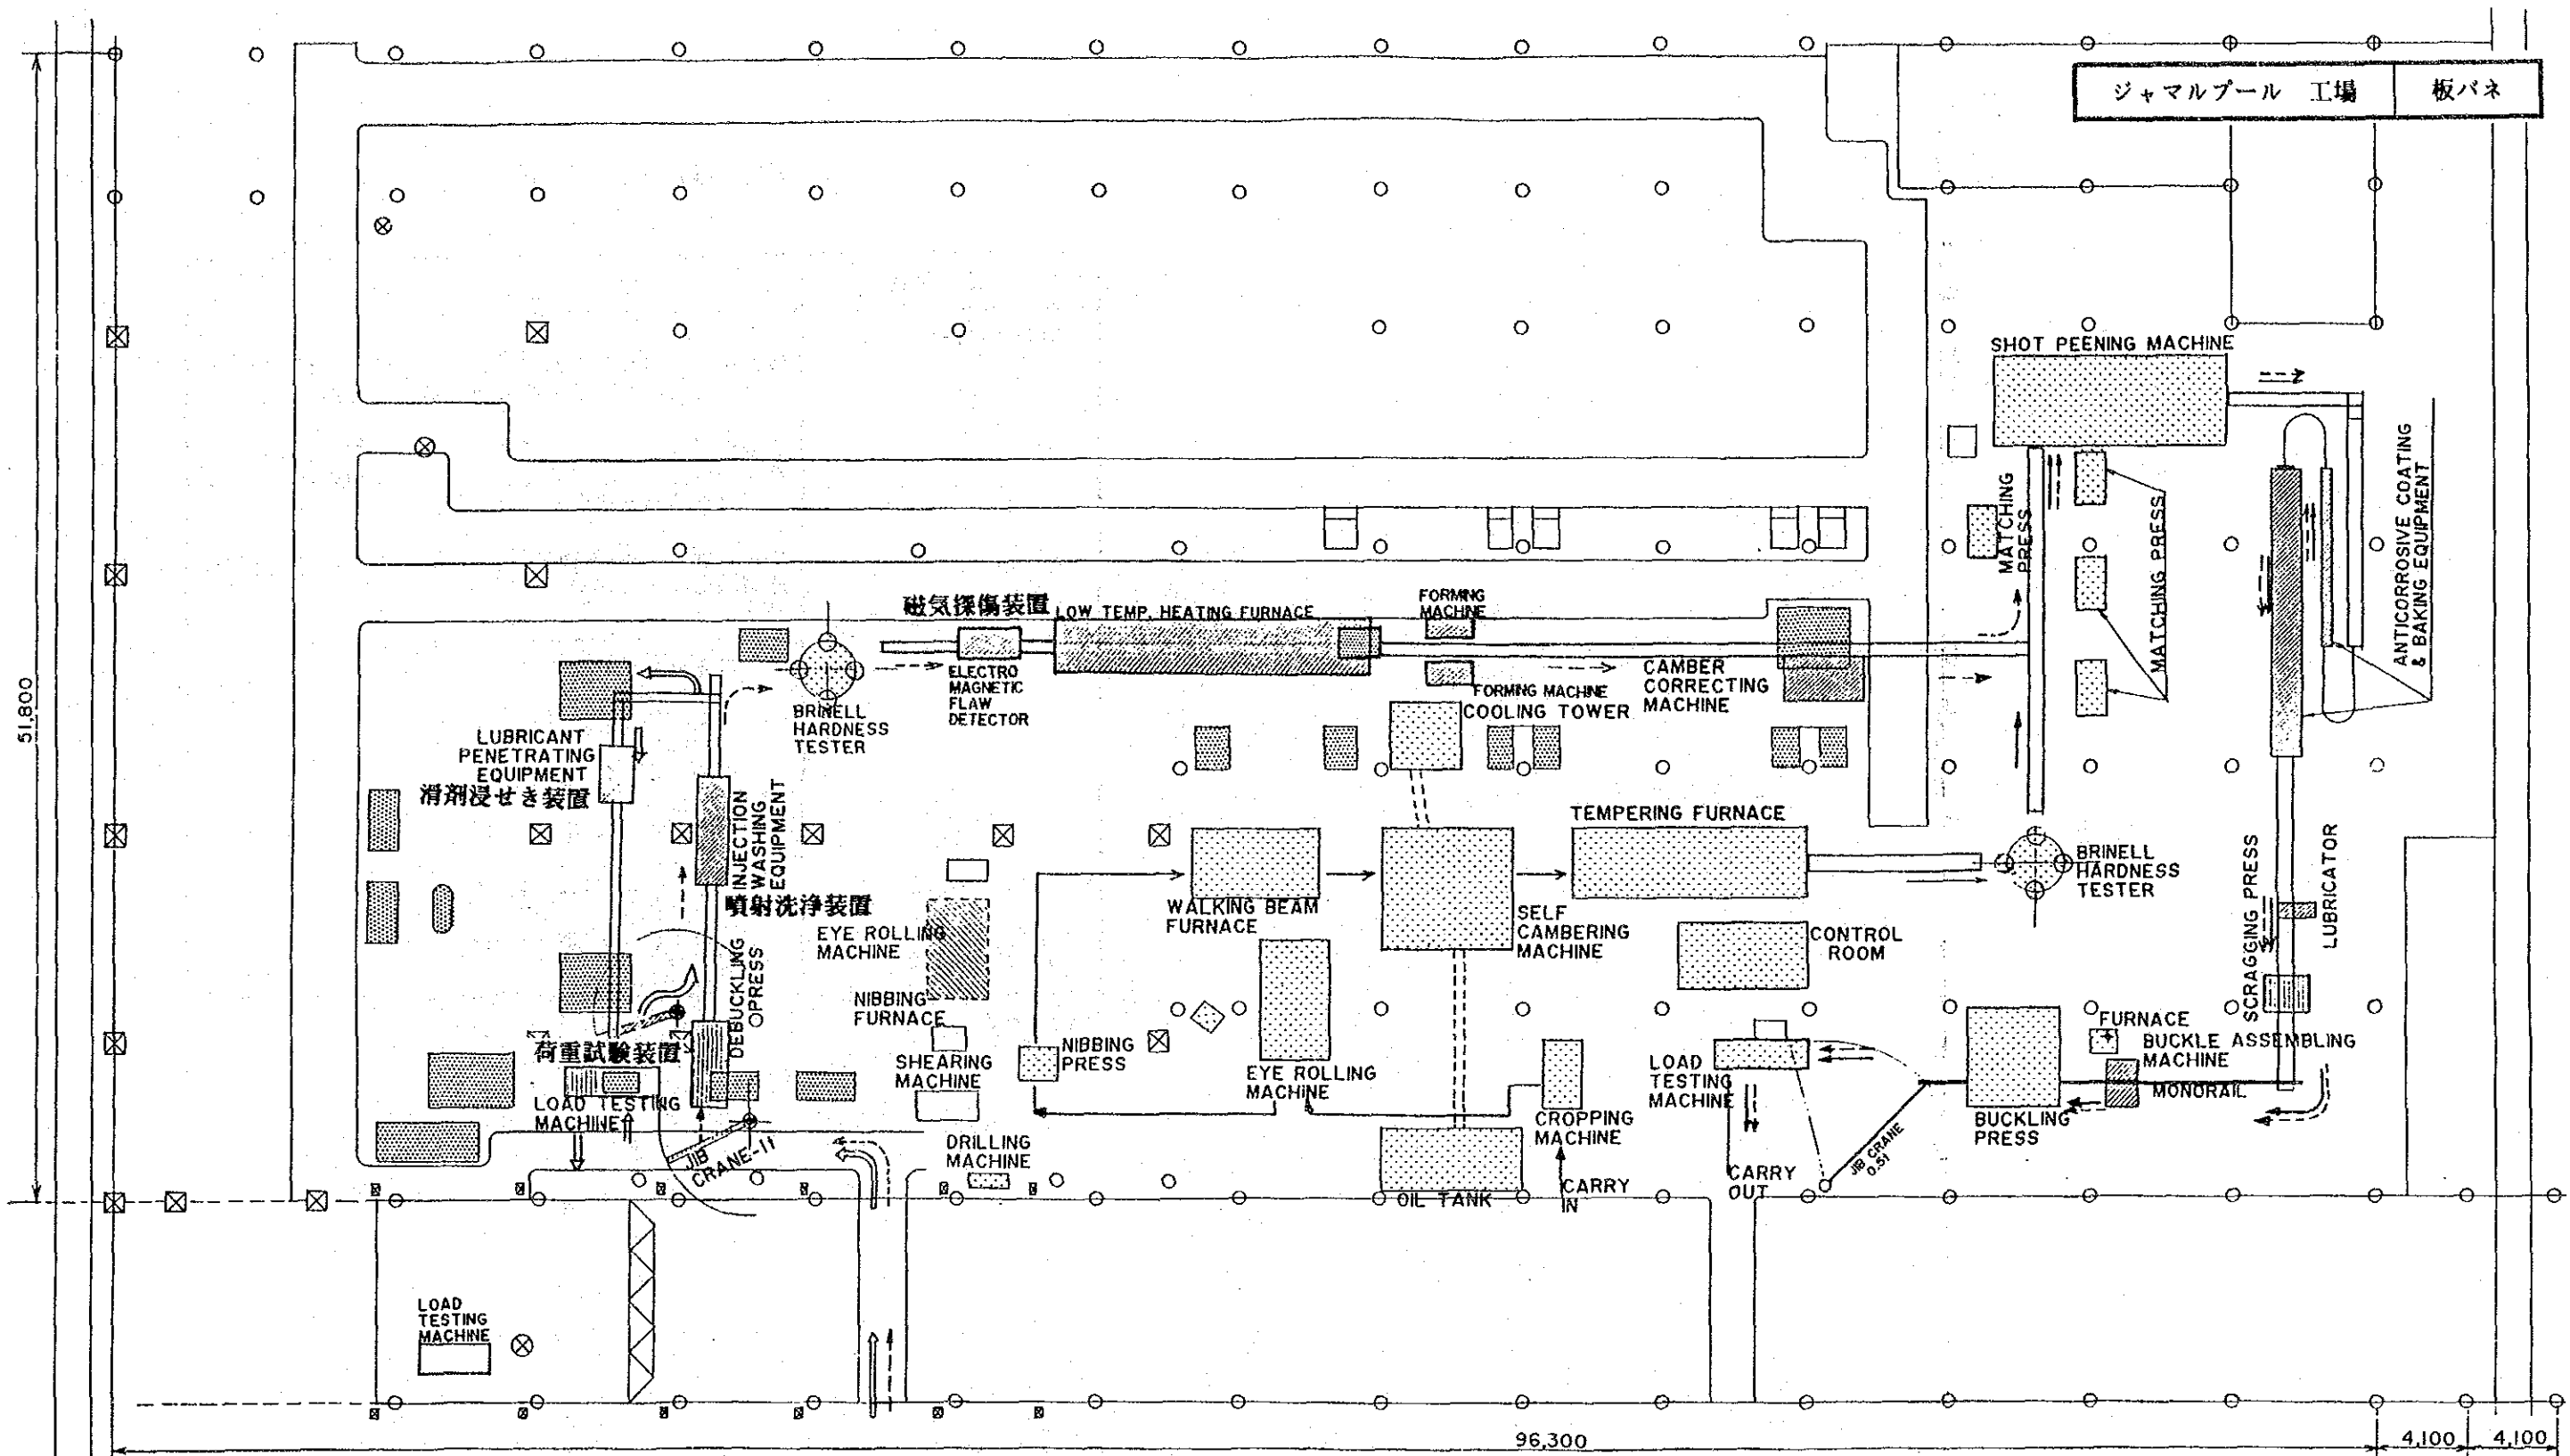 ジャマルプール 工場
板バネ
51,800
SHOT PEENING MACHINE
MATCHING
PRESS
MATCHING PRESS
ANTICORROSIVE COATING
& BAKING EQUIPMENT
磁気探傷装置
LOW TEMP. HEATING FURNACE
FORMING
MACHINE
ELECTRO
MAGNETIC
FLAW
DETECTOR
BRINELL
HARDNESS
TESTER
FORMING MACHINE
COOLING TOWER
CAMBER
CORRECTING
MACHINE
LUBRICANT
PENETRATING
EQUIPMENT
滑剤浸せき装置
INJECTION
WASHING
EQUIPMENT
噴射洗浄装置
TEMPERING FURNACE
BRINELL
HARDNESS
TESTER
SCRAGGING PRESS
LUBRICATOR
EYE ROLLING
MACHINE
WALKING BEAM
FURNACE
SELF
CAMBERING
MACHINE
CONTROL
ROOM
DEBUCKLING
PRESS
NIBBING
FURNACE
NIBBING
PRESS
荷重試験装置
SHEARING
MACHINE
EYE ROLLING
MACHINE
LOAD
TESTING
MACHINE
FURNACE
BUCKLE ASSEMBLING
MACHINE
MONORAIL
LOAD TESTING
MACHINE
CROPPING
MACHINE
BUCKLING
PRESS
JIB
CRANE-11
DRILLING
MACHINE
JIB CRANE
0.5t
OIL TANK
CARRY
IN
CARRY
OUT
LOAD
TESTING
MACHINE
96,300
4,100
4,100